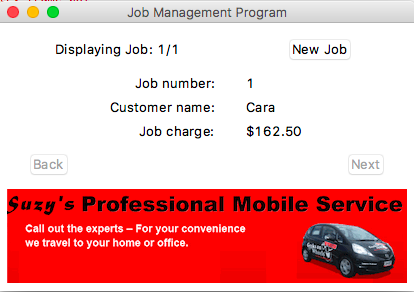 Job Management Program
Displaying Job: 1/1 New Job
Job number: 1
Customer name: Cara
Job charge: $162.50
Back Next
Suzy's Professional Mobile Service
Call out the experts – For your convenience
we travel to your home or office.